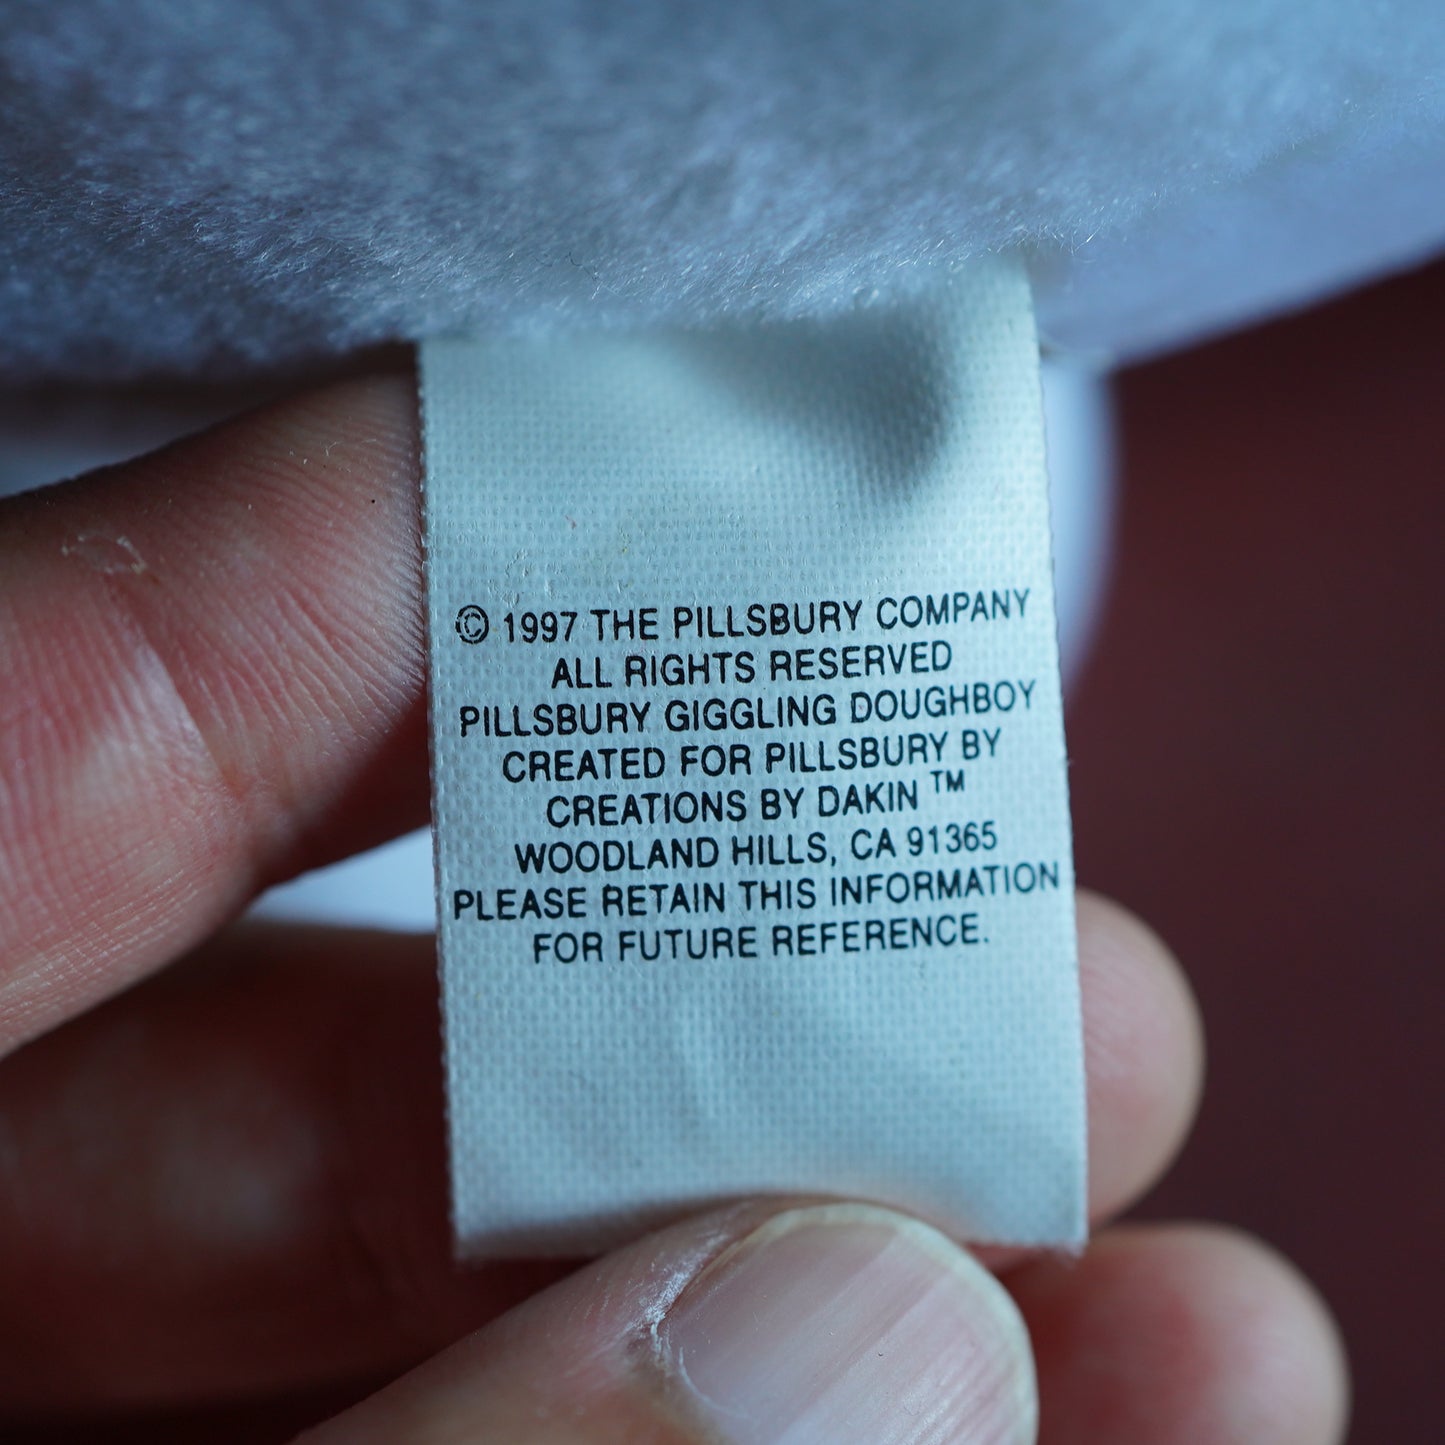 © 1997 THE PILLSBURY COMPANY
ALL RIGHTS RESERVED
PILLSBURY GIGGLING DOUGHBOY
CREATED FOR PILLSBURY BY
CREATIONS BY DAKIN ™
WOODLAND HILLS, CA 91365
PLEASE RETAIN THIS INFORMATION
FOR FUTURE REFERENCE.